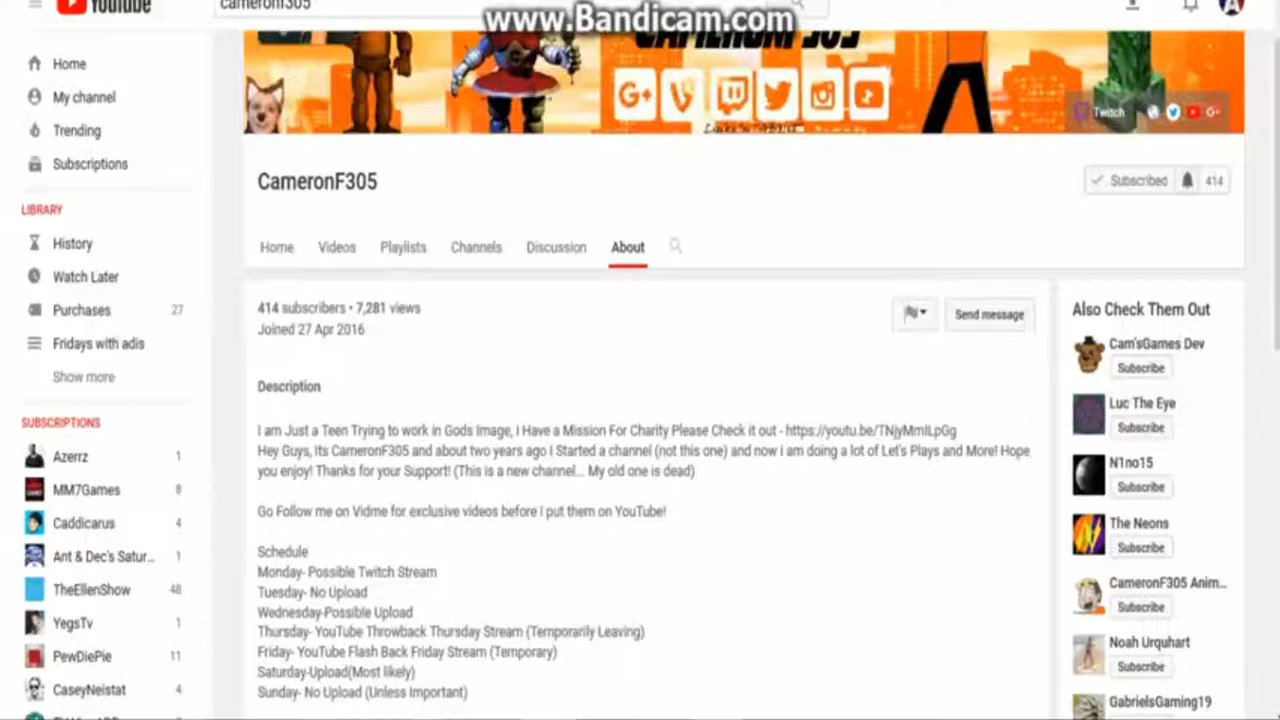 www.Bandicam.com
YouTube
cameronf305
CAMERON 305
Twitch
Home
My channel
Trending
Subscriptions
LIBRARY
History
Watch Later
Purchases 27
Fridays with adis
Show more
SUBSCRIPTIONS
Azerrz 1
MM7Games 8
Caddicarus 4
Ant & Dec's Satur... 1
TheEllenShow 48
YegsTv 1
PewDiePie 11
CaseyNeistat 4
CameronF305
Subscribed 414
Home Videos Playlists Channels Discussion About
414 subscribers • 7,281 views
Joined 27 Apr 2016
Send message
Description
I am Just a Teen Trying to work in Gods Image, I Have a Mission For Charity Please Check it out - https://youtu.be/TNjyMmILpGg
Hey Guys, Its CameronF305 and about two years ago I Started a channel (not this one) and now i am doing a lot of Let's Plays and More! Hope
you enjoy! Thanks for your Support! (This is a new channel... My old one is dead)
Go Follow me on Vidme for exclusive videos before I put them on YouTube!
Schedule
Monday- Possible Twitch Stream
Tuesday- No Upload
Wednesday-Possible Upload
Thursday- YouTube Throwback Thursday Stream (Temporarily Leaving)
Friday- YouTube Flash Back Friday Stream (Temporary)
Saturday-Upload(Most likely)
Sunday- No Upload (Unless Important)
Also Check Them Out
Cam'sGames Dev
Subscribe
Luc The Eye
Subscribe
N1no15
Subscribe
The Neons
Subscribe
CameronF305 Anim...
Subscribe
Noah Urquhart
Subscribe
GabrielsGaming19